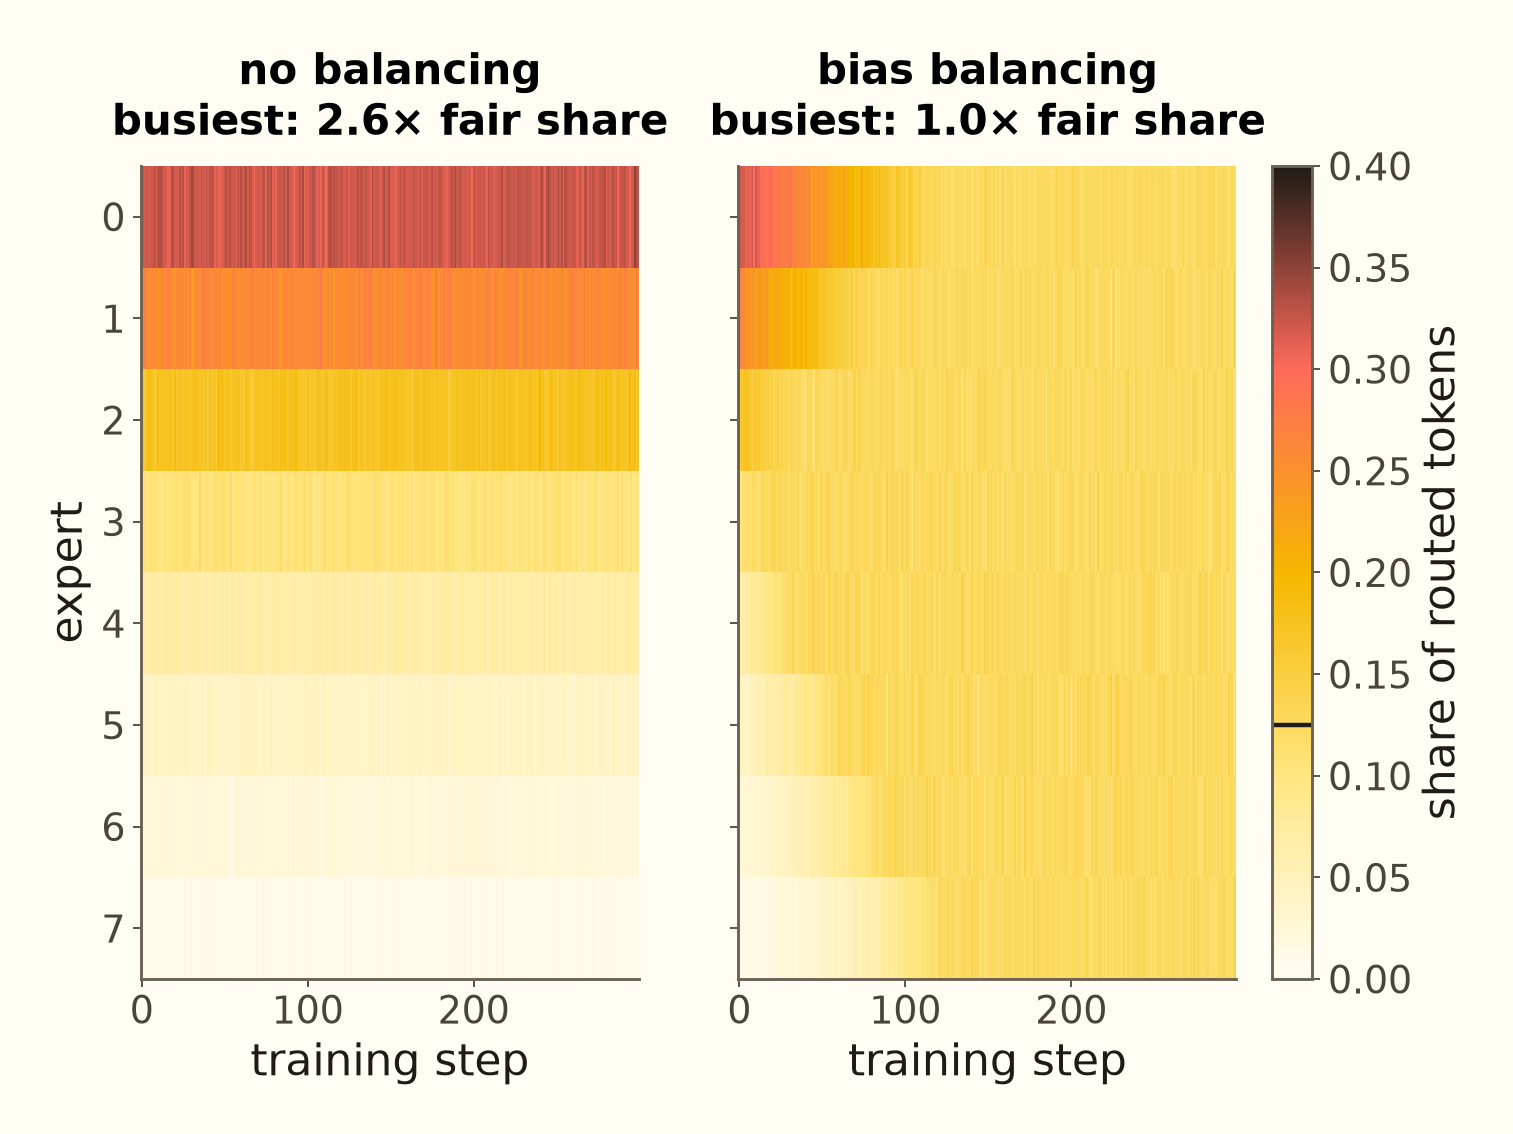 no balancing
busiest: 2.6× fair share
bias balancing
busiest: 1.0× fair share
expert
0
1
2
3
4
5
6
7
0
100
200
training step
0
100
200
training step
0.40
0.35
0.30
0.25
0.20
0.15
0.10
0.05
0.00
share of routed tokens